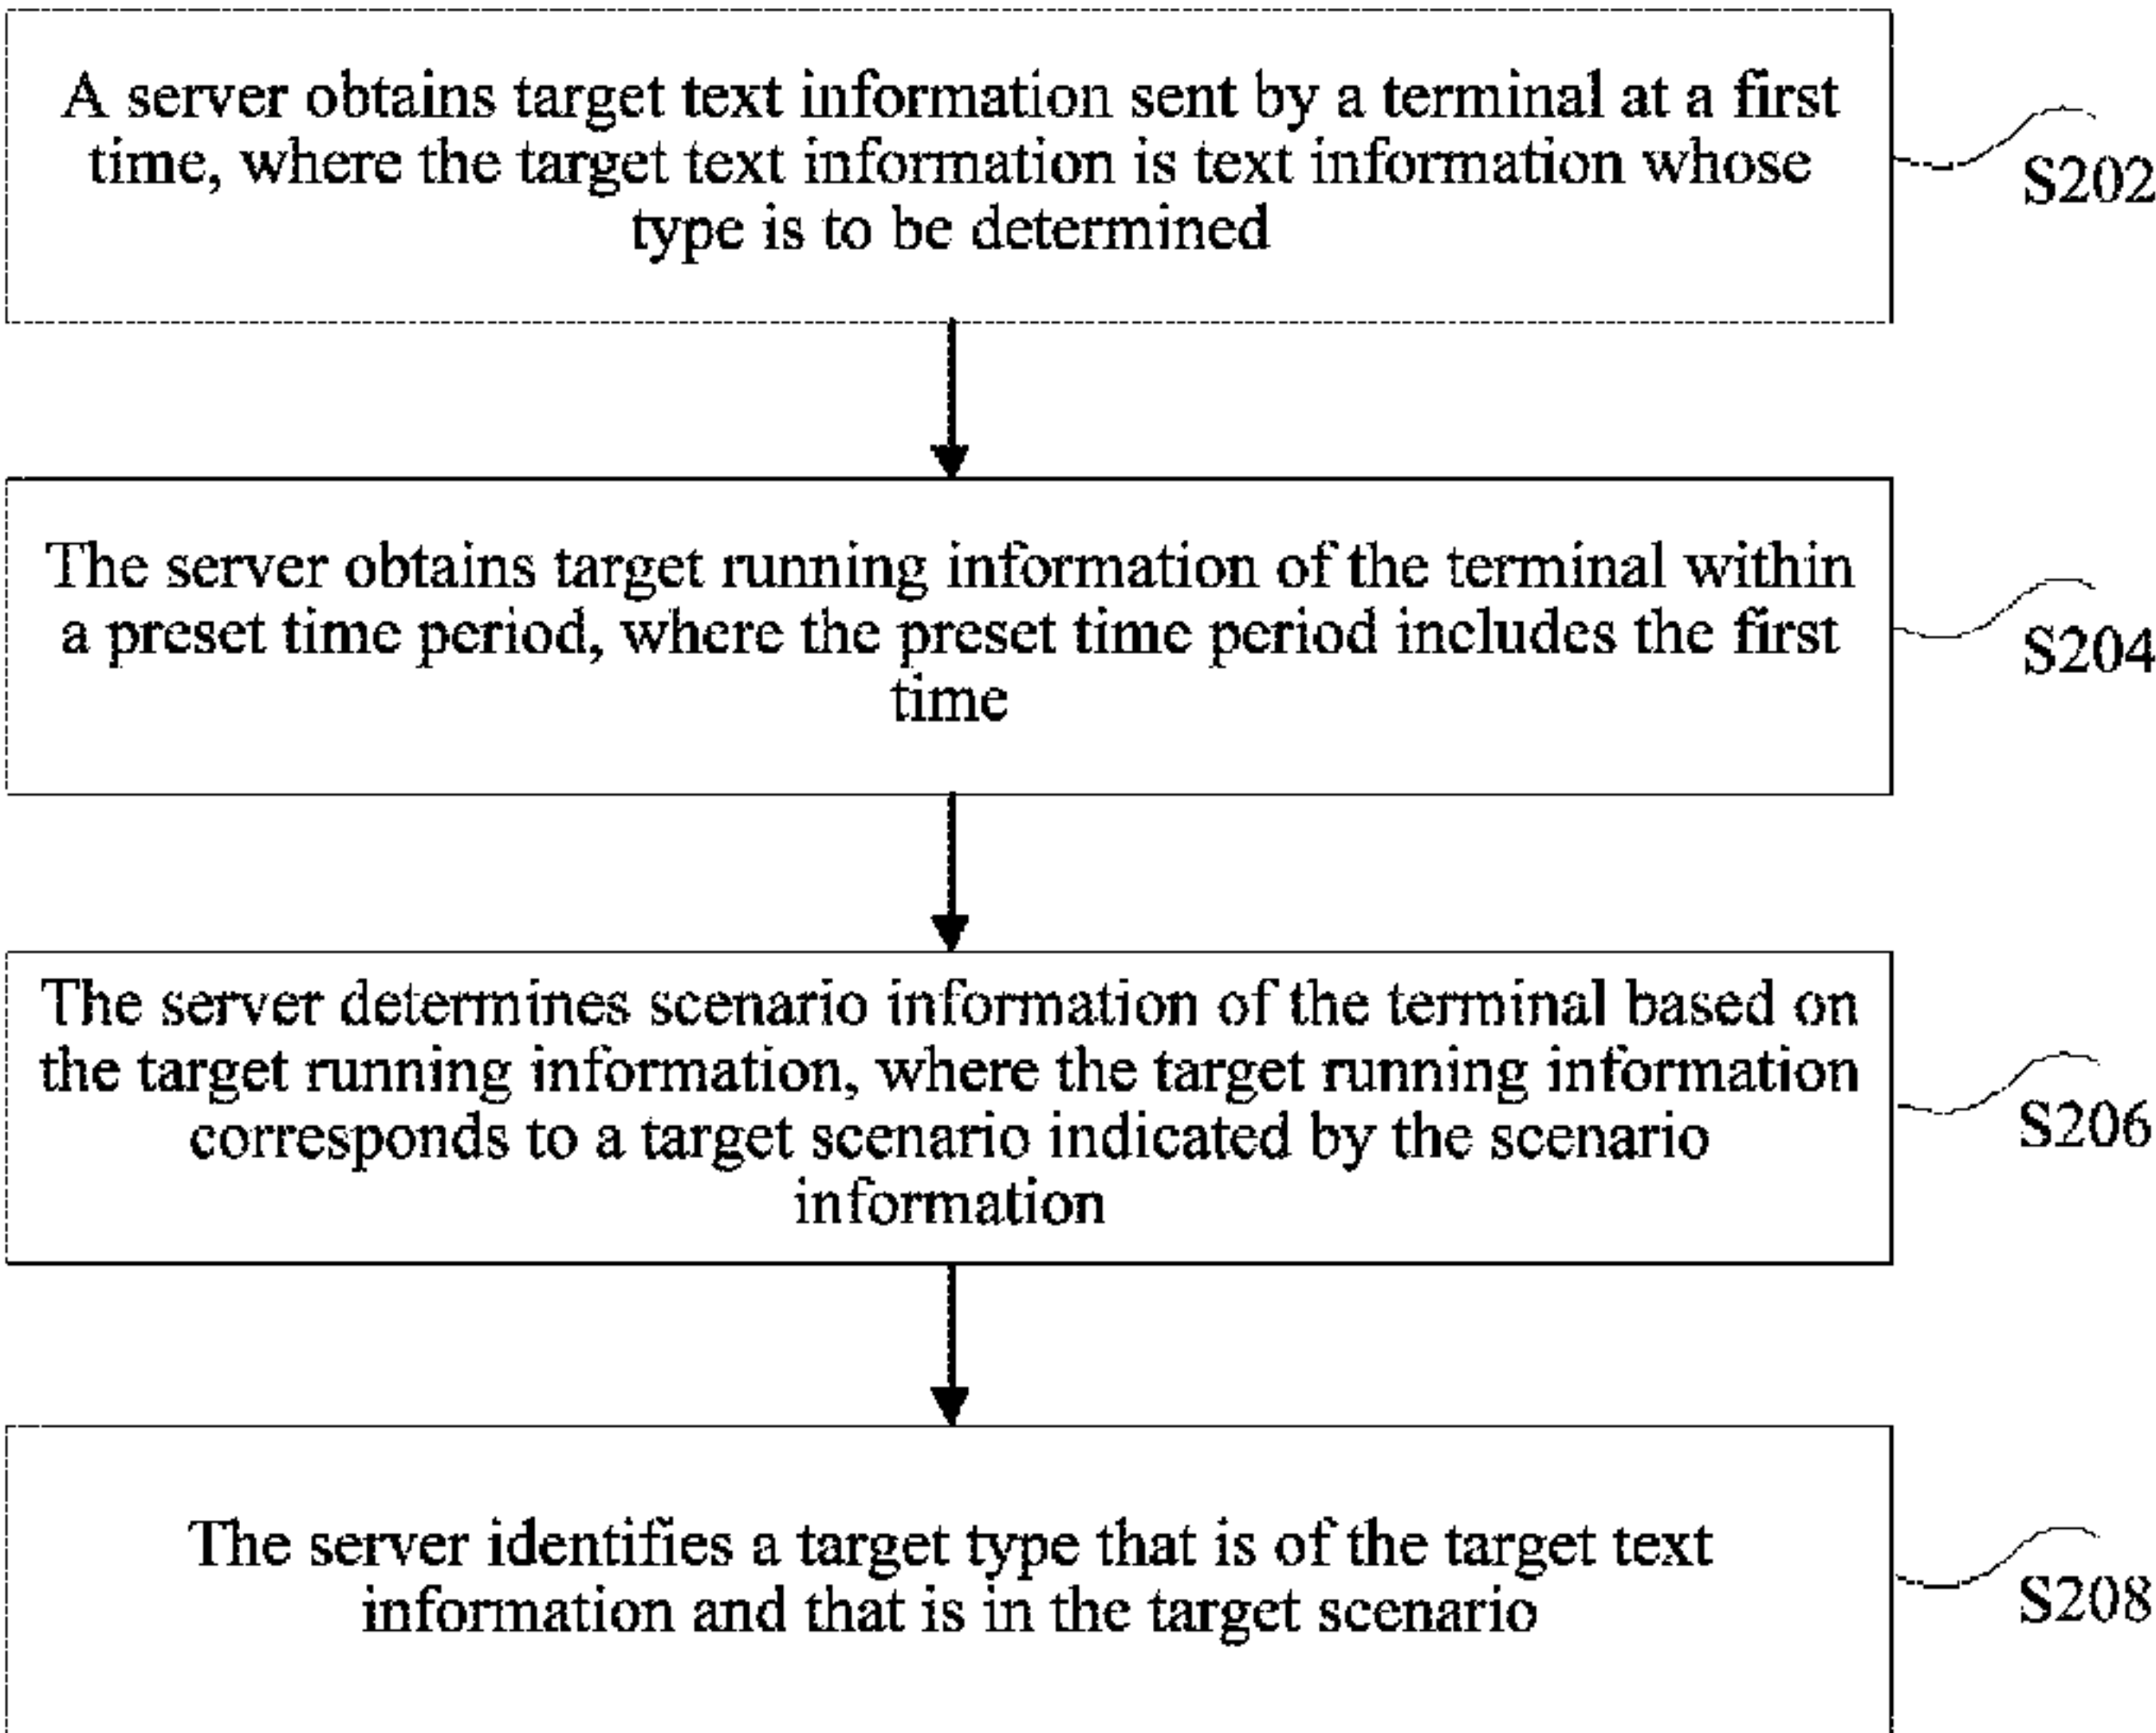 A server obtains target text information sent by a terminal at a first
time, where the target text information is text information whose
type is to be determined
S202
The server obtains target running information of the terminal within
a preset time period, where the preset time period includes the first
time
S204
The server determines scenario information of the terminal based on
the target running information, where the target running information
corresponds to a target scenario indicated by the scenario
information
S206
The server identifies a target type that is of the target text
information and that is in the target scenario
S208